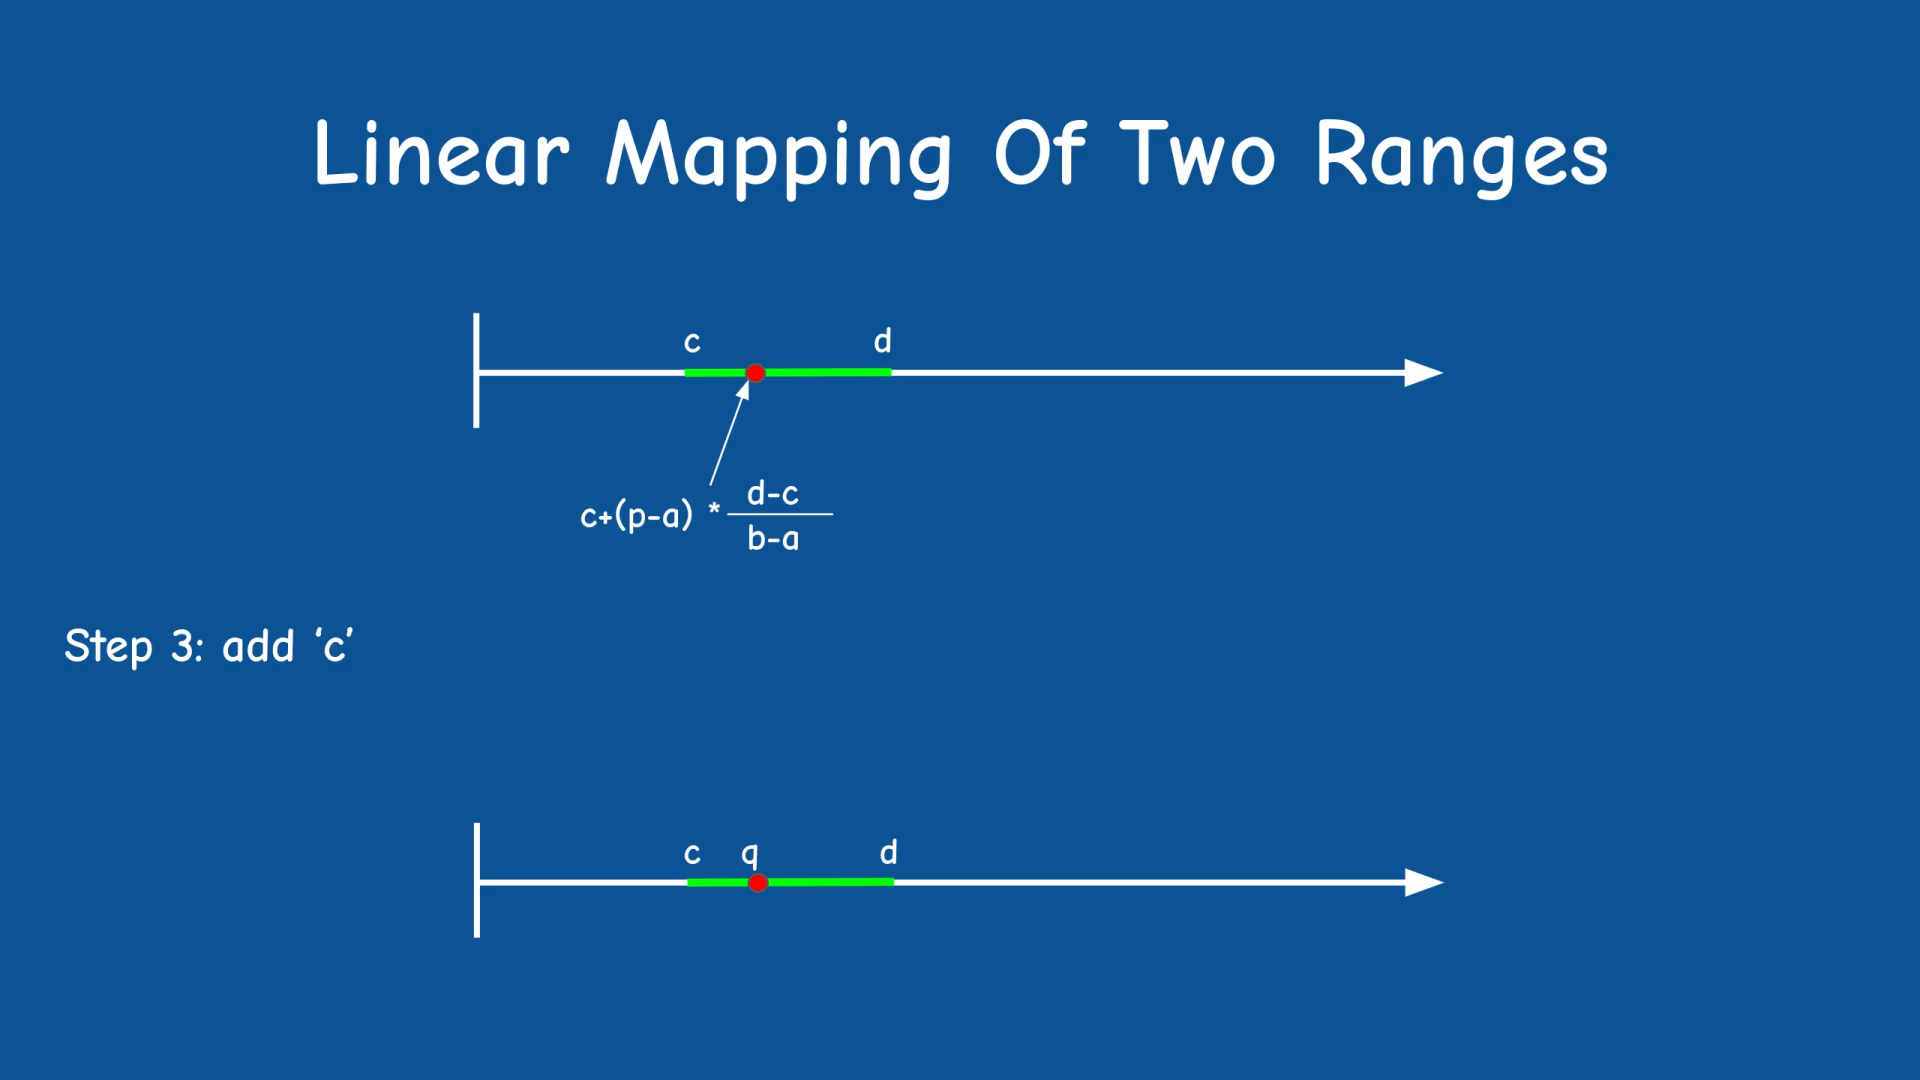 Linear Mapping Of Two Ranges
c d
d-c
c+(p-a) *
b-a
Step 3: add ‘c’
c q d